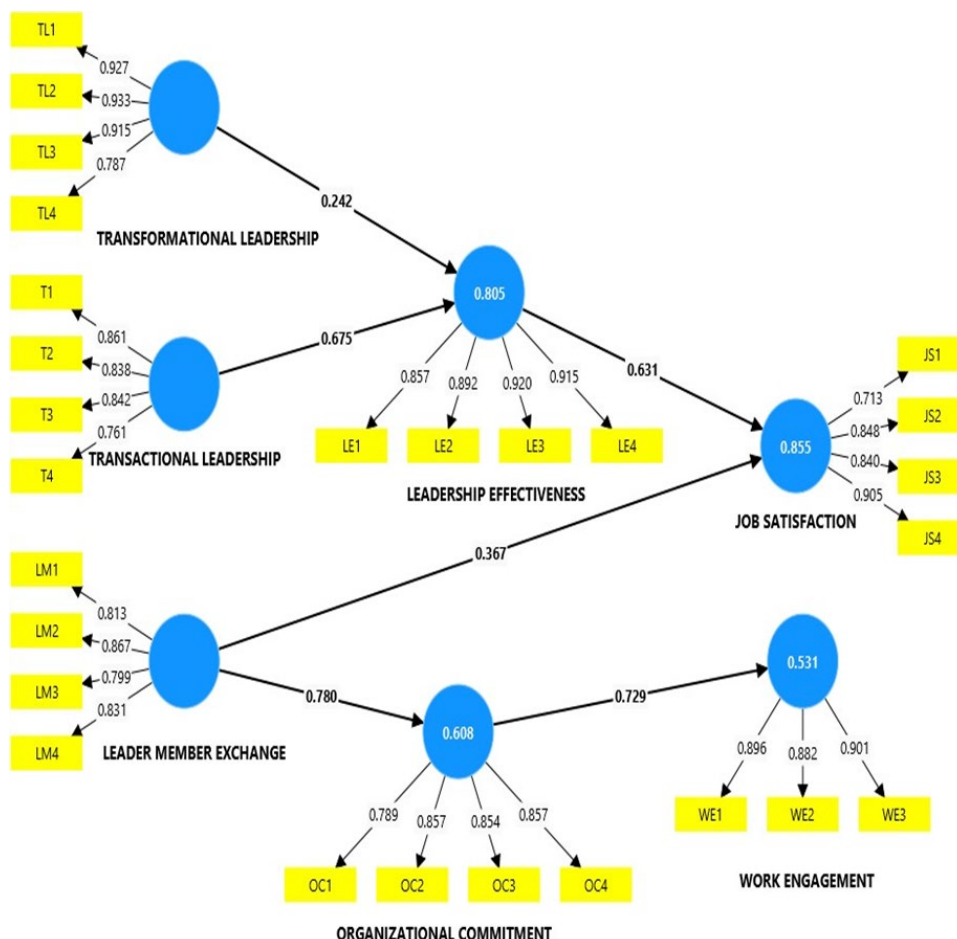 TL1
0.927
TL2
0.933
TL3
0.915
0.787
TL4
TRANSFORMATIONAL LEADERSHIP
0.242
T1
0.861
T2
0.838
T3
0.842
0.761
T4
TRANSACTIONAL LEADERSHIP
0.675
0.805
0.857
0.892
0.920
0.915
LE1
LE2
LE3
LE4
LEADERSHIP EFFECTIVENESS
0.631
JS1
0.713
JS2
0.848
0.855
0.840
JS3
0.905
JS4
JOB SATISFACTION
0.367
LM1
0.813
LM2
0.867
LM3
0.799
0.831
LM4
LEADER MEMBER EXCHANGE
0.780
0.608
0.729
0.531
0.789
0.857
0.854
0.857
OC1
OC2
OC3
OC4
ORGANIZATIONAL COMMITMENT
0.896
0.882
0.901
WE1
WE2
WE3
WORK ENGAGEMENT